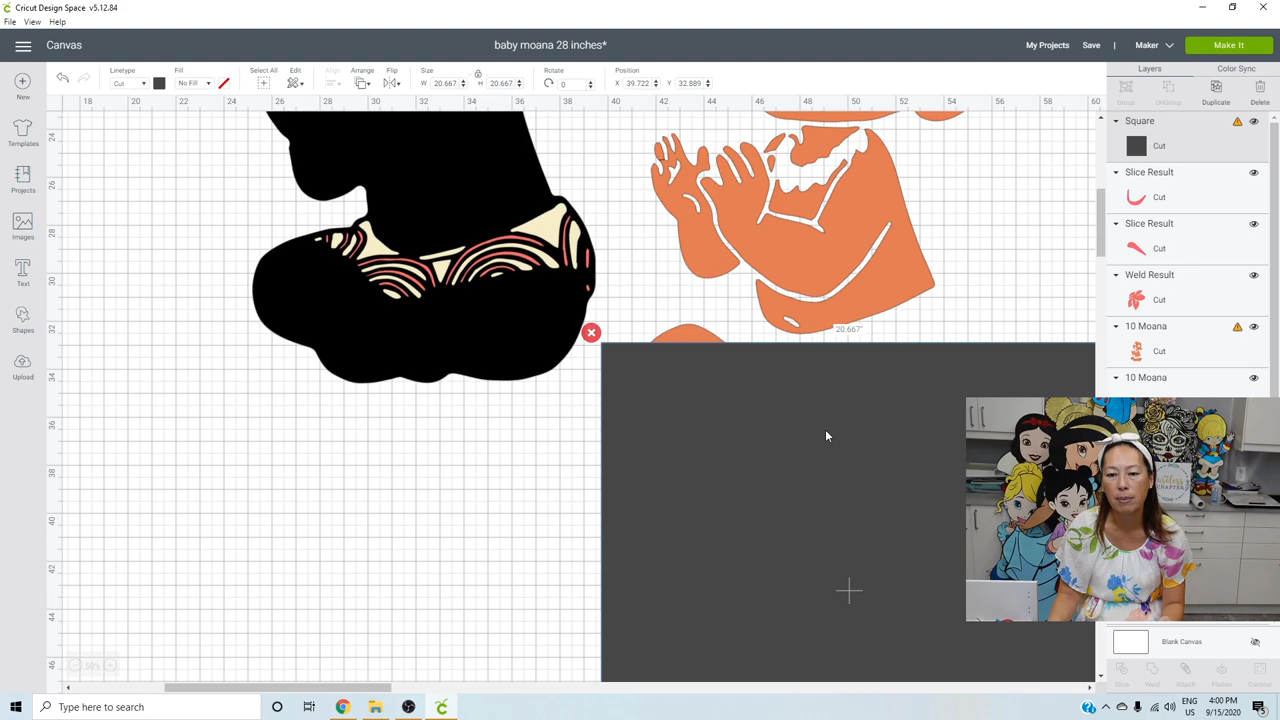 Cricut Design Space v5.12.84
File View Help
Canvas
baby moana 28 inches*
My Projects Save | Maker Make It
Linetype Fill Select All Edit Align Arrange Flip Size Rotate Position
Cut No Fill W 20.667 H 20.667 0 X 39.722 Y 32.889
Layers Color Sync
Group UnGroup Duplicate Delete
18 20 22 24 26 28 30 32 34 36 38 40 42 44 46 48 50 52 54 56 58 60
24
26
28
30
32
34
36
38
40
42
44
46
New
Templates
Projects
Images
Text
Shapes
Upload
20.667"
Square
Cut
Slice Result
Cut
Slice Result
Cut
Weld Result
Cut
10 Moana
Cut
10 Moana
useless
CRAFTER
Blank Canvas
Slice Weld Attach Flatten Contour
50%
Type here to search
ENG
US
4:00 PM
9/15/2020
5